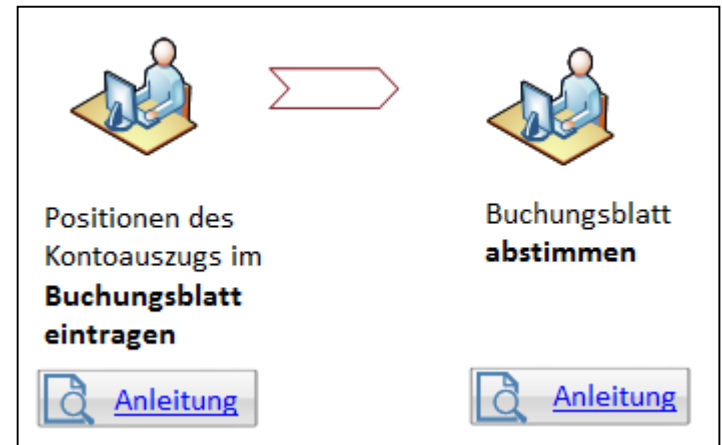 Positionen des
Kontoauszugs im
Buchungsblatt
eintragen
Anleitung
Buchungsblatt
abstimmen
Anleitung